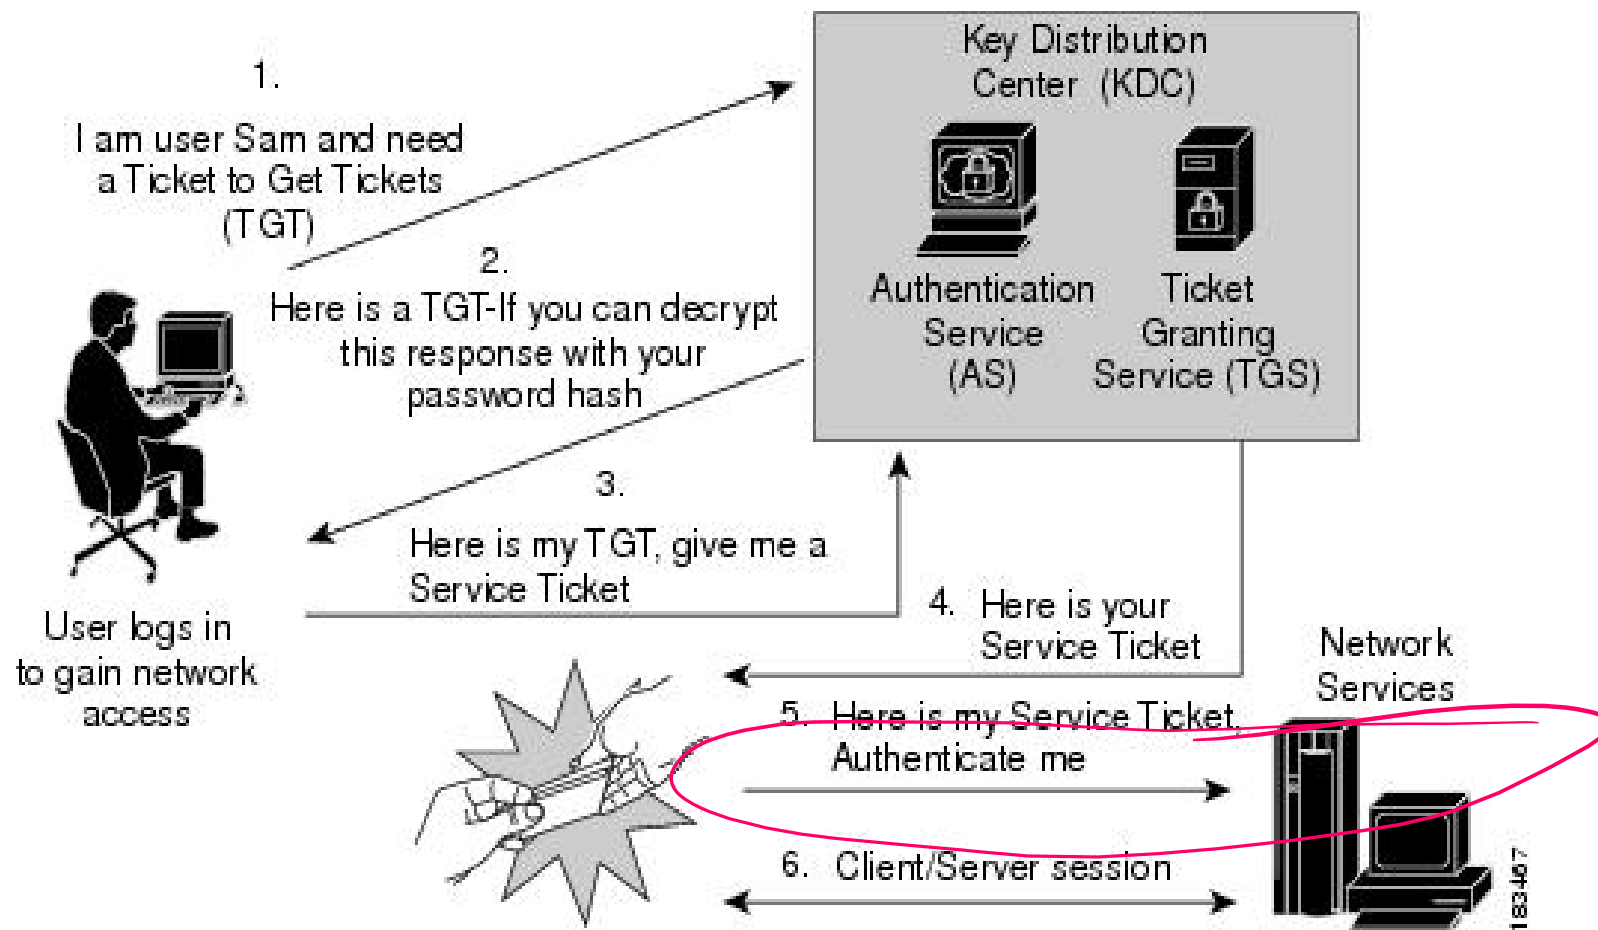 1.
I am user Sam and need
a Ticket to Get Tickets
(TGT)
2.
Here is a TGT-If you can decrypt
this response with your
password hash
3.
Here is my TGT, give me a
Service Ticket
User logs in
to gain network
access
Key Distribution
Center (KDC)
Authentication
Service
(AS)
Ticket
Granting
Service (TGS)
4. Here is your
Service Ticket
Network
Services
5. Here is my Service Ticket,
Authenticate me
6. Client/Server session
183467